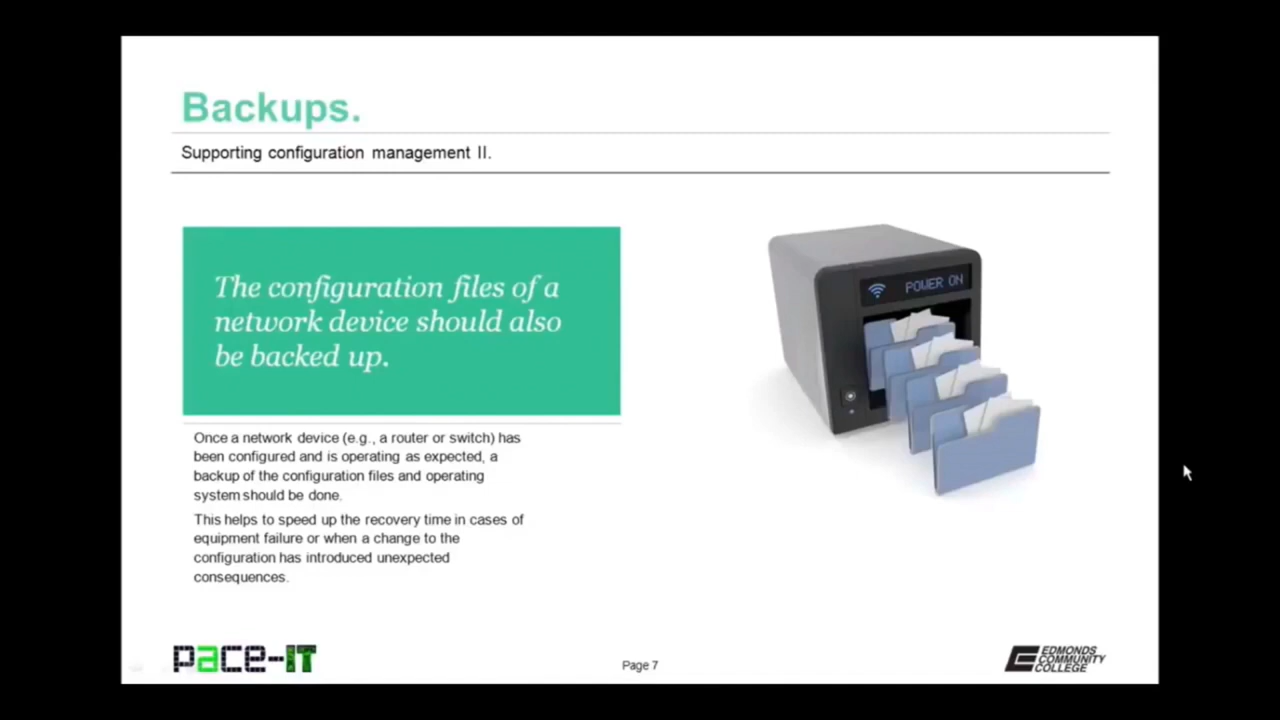 Backups.
Supporting configuration management II.
The configuration files of a
network device should also
be backed up.
POWER ON
Once a network device (e.g., a router or switch) has
been configured and is operating as expected, a
backup of the configuration files and operating
system should be done.
This helps to speed up the recovery time in cases of
equipment failure or when a change to the
configuration has introduced unexpected
consequences.
pace-IT
Page 7
EDMONDS
COMMUNITY
COLLEGE